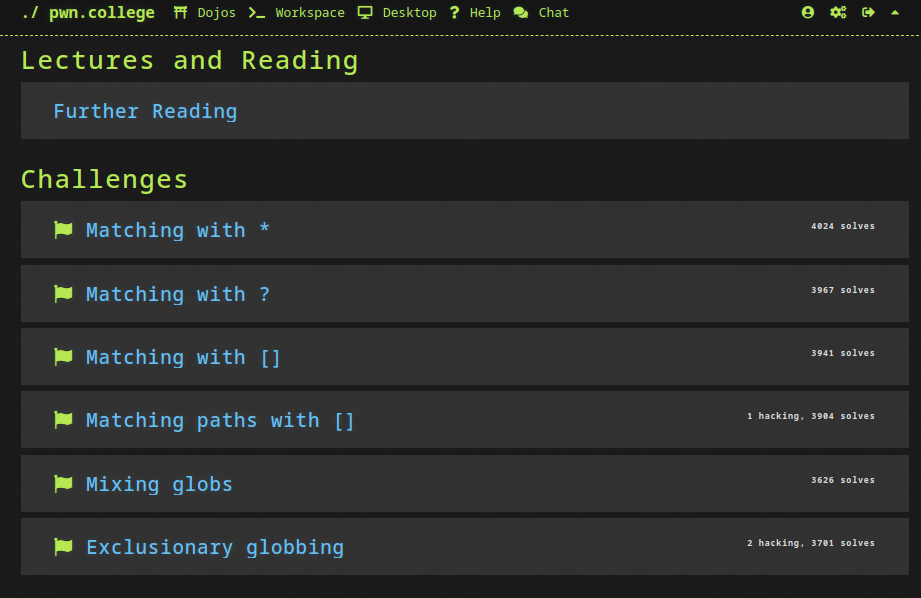 ./ pwn.college Dojos Workspace Desktop ? Help Chat
Lectures and Reading
Further Reading
Challenges
Matching with * 4024 solves
Matching with ? 3967 solves
Matching with [] 3941 solves
Matching paths with [] 1 hacking, 3904 solves
Mixing globs 3626 solves
Exclusionary globbing 2 hacking, 3701 solves